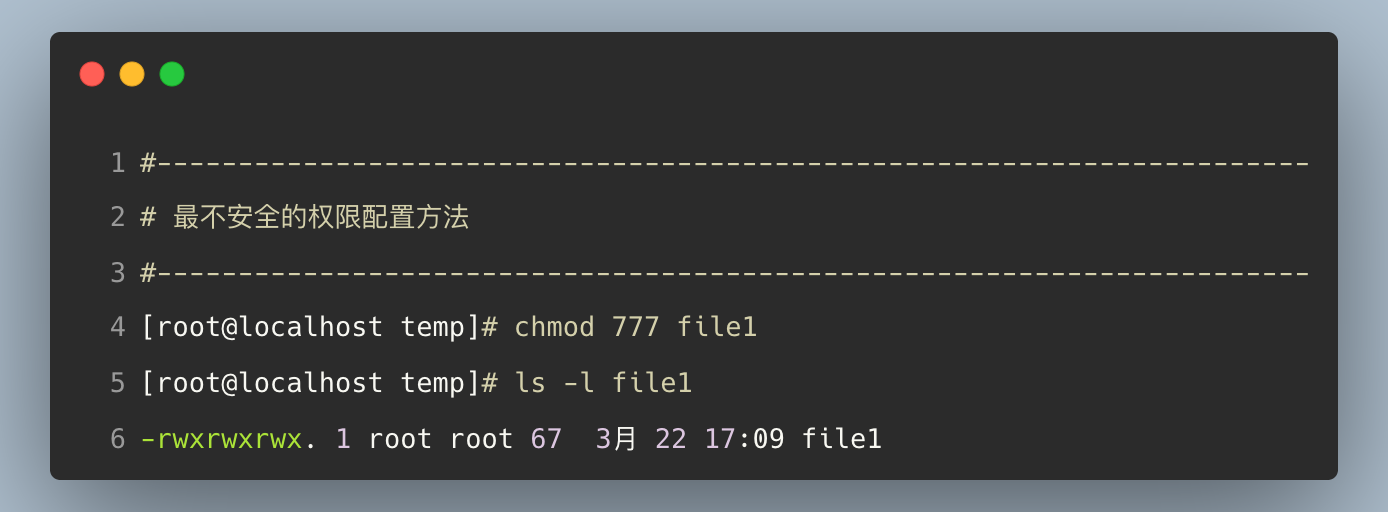 1 #-----------------------------------------------------------------------
2 # 最不安全的权限配置方法
3 #-----------------------------------------------------------------------
4 [root@localhost temp]# chmod 777 file1
5 [root@localhost temp]# ls -l file1
6 -rwxrwxrwx. 1 root root 67  3月 22 17:09 file1